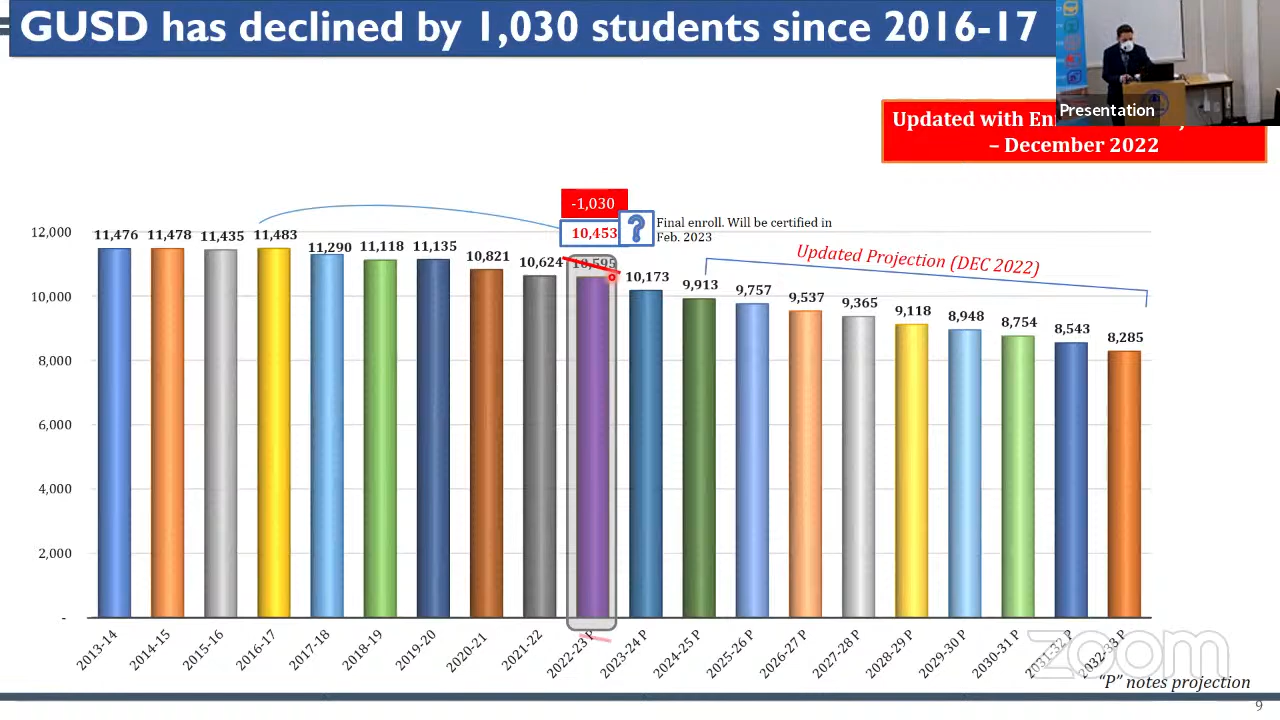 GUSD has declined by 1,030 students since 2016-17
Presentation
Updated with
– December 2022
-1,030
10,453
?
Final enroll. Will be certified in
Feb. 2023
Updated Projection (DEC 2022)
12,000
10,000
8,000
6,000
4,000
2,000
-
11,476
11,478
11,435
11,483
11,290
11,118
11,135
10,821
10,624
10,595
10,173
9,913
9,757
9,537
9,365
9,118
8,948
8,754
8,543
8,285
2013-14
2014-15
2015-16
2016-17
2017-18
2018-19
2019-20
2020-21
2021-22
2022-23 P
2023-24 P
2024-25 P
2025-26 P
2026-27 P
2027-28 P
2028-29 P
2029-30 P
2030-31 P
2031-32 P
2032-33 P
zoom
“P” notes projection
9